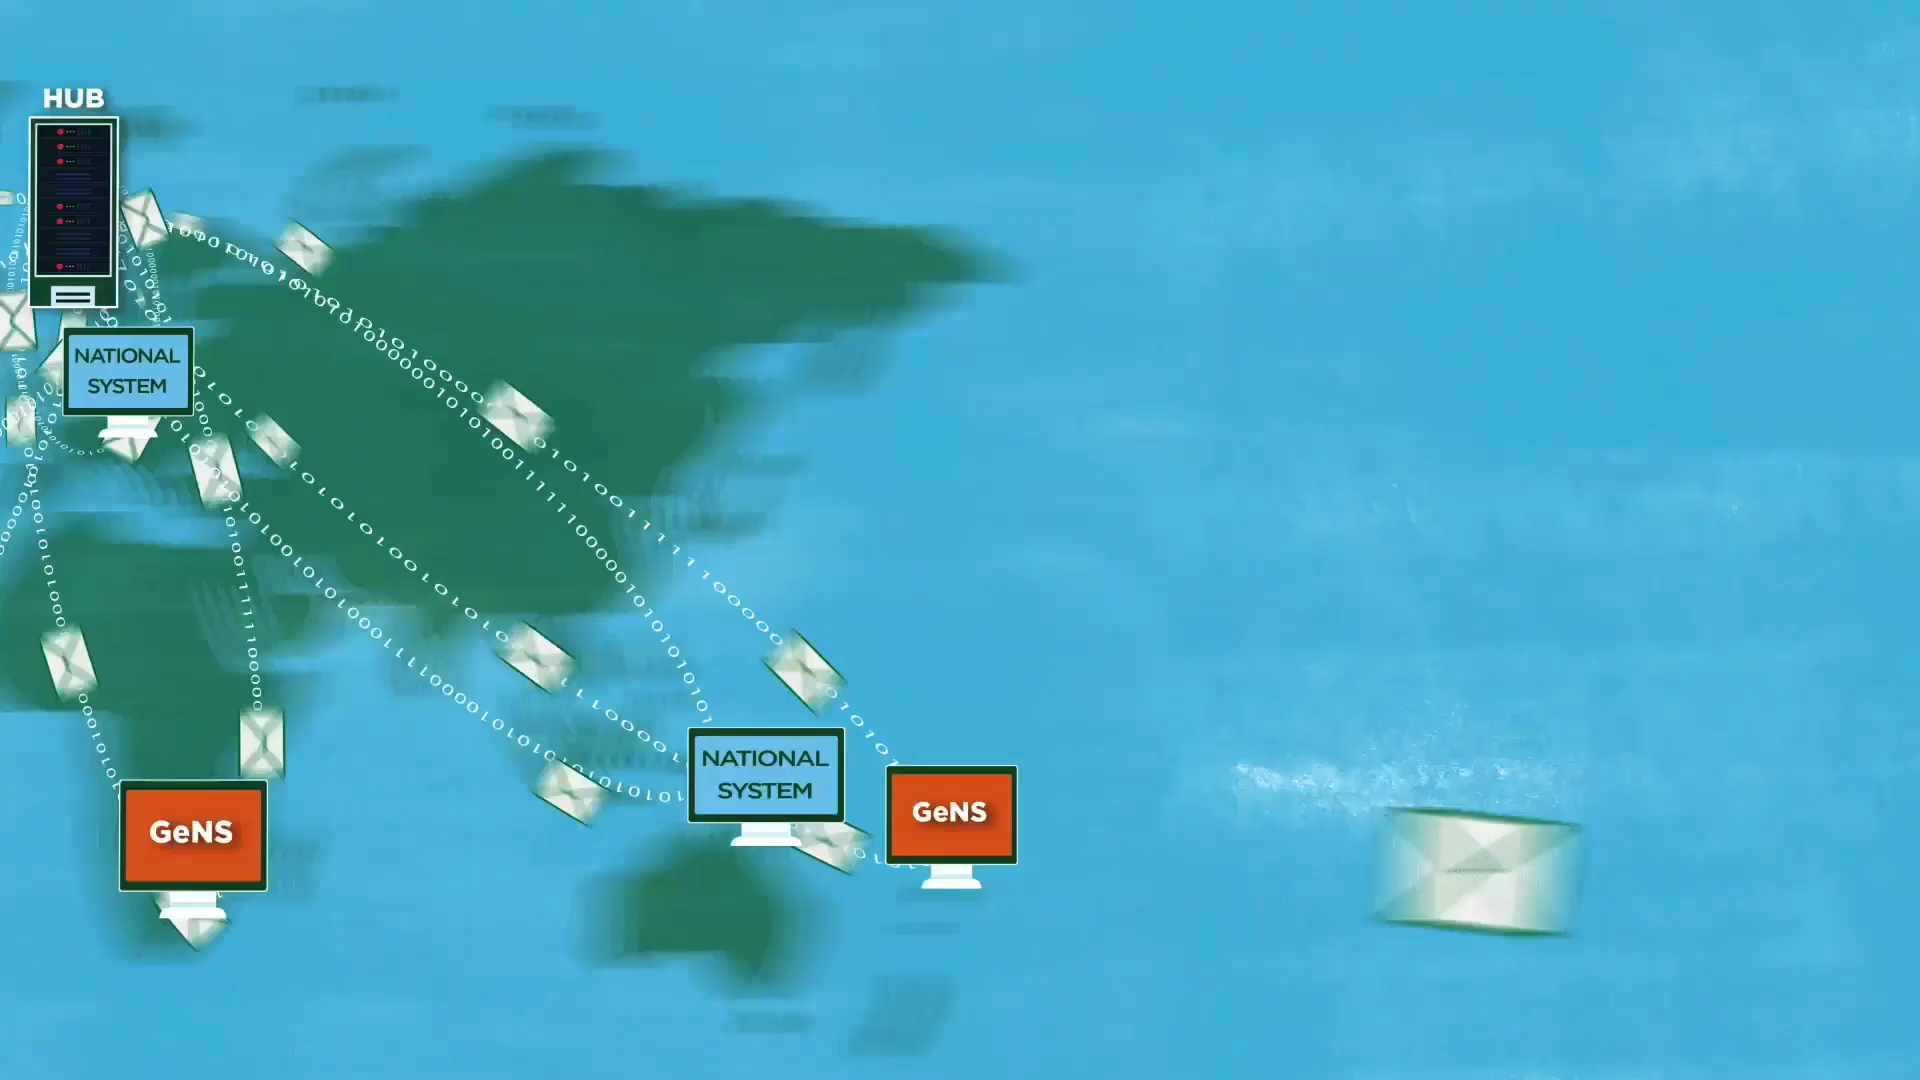 HUB
NATIONAL
SYSTEM
NATIONAL
SYSTEM
GeNS
GeNS